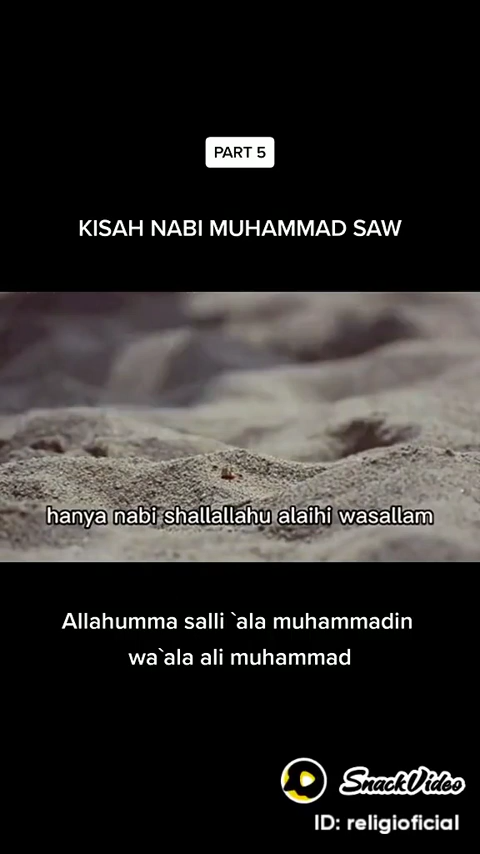 PART 5
KISAH NABI MUHAMMAD SAW
hanya nabi shallallahu alaihi wasallam
Allahumma salli `ala muhammadin
wa`ala ali muhammad
SnackVideo
ID: religioficial